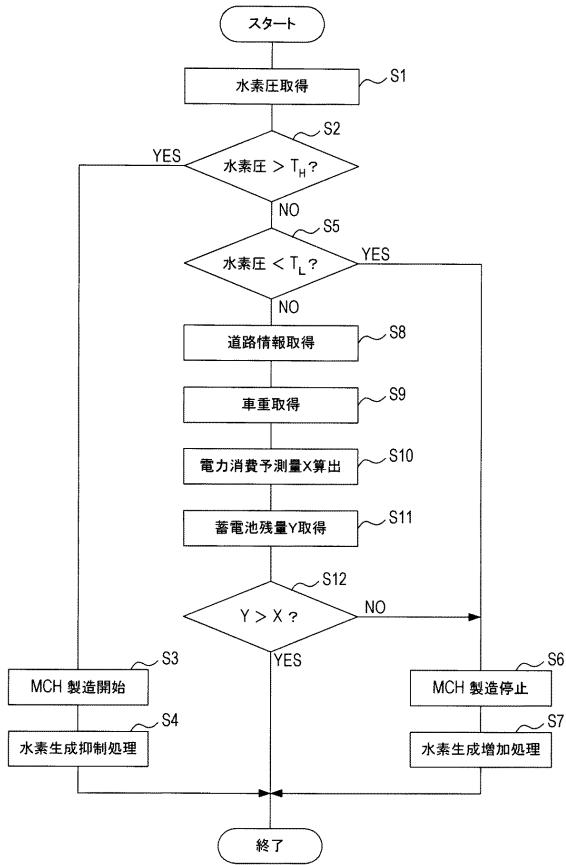 スタート
水素圧取得
S1
水素圧 > TH ?
S2
YES
NO
水素圧 < TL ?
S5
YES
NO
道路情報取得
S8
車重取得
S9
電力消費予測量X算出
S10
蓄電池残量Y取得
S11
Y > X ?
S12
NO
YES
MCH 製造開始
S3
水素生成抑制処理
S4
MCH 製造停止
S6
水素生成増加処理
S7
終了